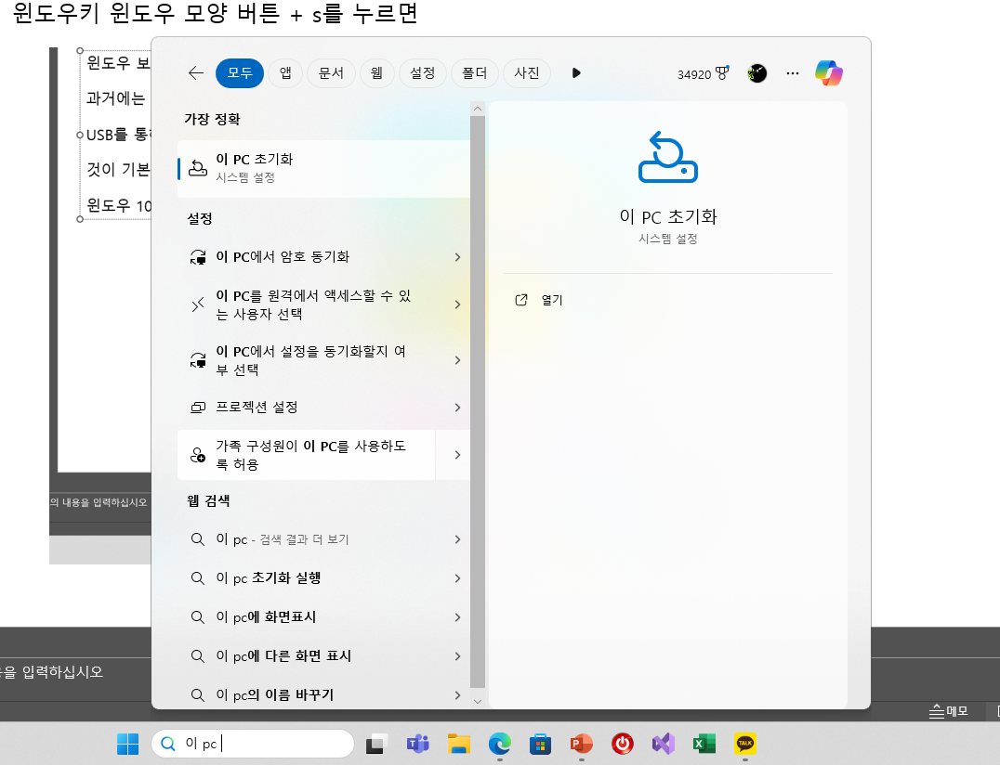 윈도우키 윈도우 모양 버튼 + s를 누르면
윈도우 보
과거에는
USB를 통
것이 기본
윈도우 10
의 내용을 입력하십시오
모두 앱 문서 웹 설정 폴더 사진
34920
가장 정확
이 PC 초기화
시스템 설정
설정
이 PC에서 암호 동기화
이 PC를 원격에서 액세스할 수 있
는 사용자 선택
이 PC에서 설정을 동기화할지 여
부 선택
프로젝션 설정
가족 구성원이 이 PC를 사용하도
록 허용
웹 검색
이 pc - 검색 결과 더 보기
이 pc 초기화 실행
이 pc에 화면표시
이 pc에 다른 화면 표시
이 pc의 이름 바꾸기
이 PC 초기화
시스템 설정
열기
용을 입력하십시오
메모
이 pc
TALK